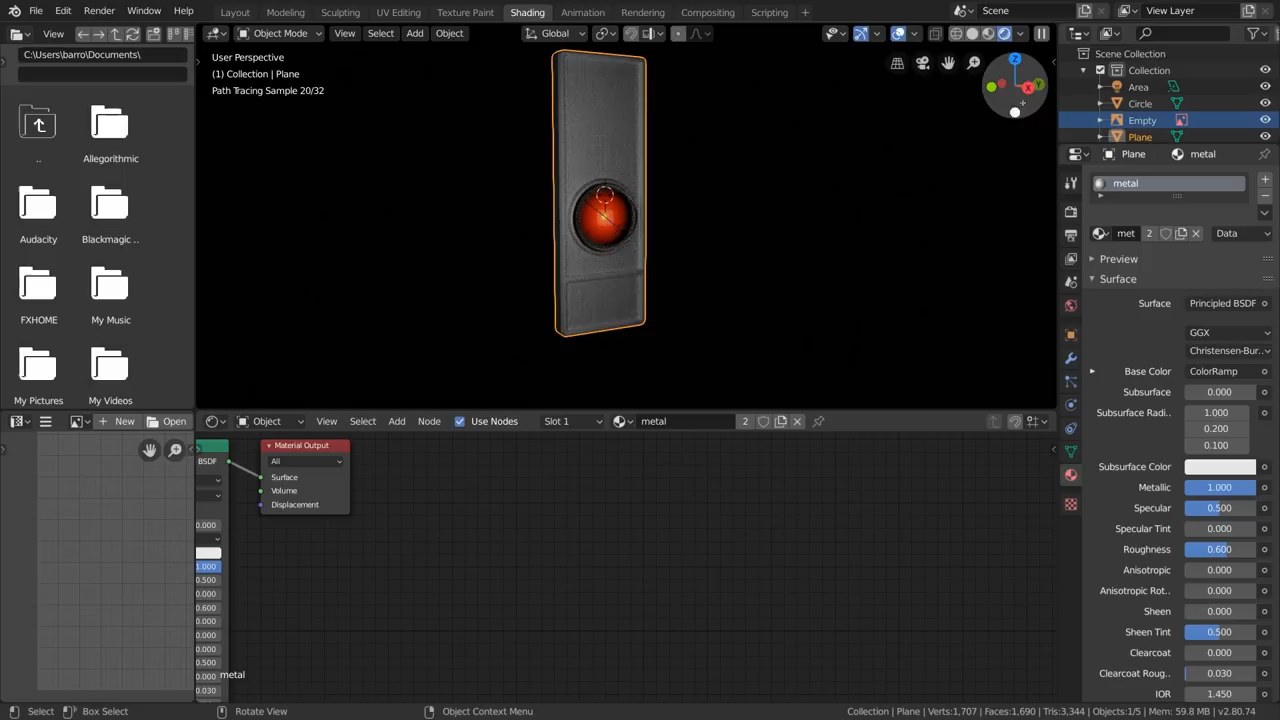 File Edit Render Window Help Layout Modeling Sculpting UV Editing Texture Paint Shading Animation Rendering Compositing Scripting + Scene View Layer
View Object Mode View Select Add Object Global
C:\Users\barro\Documents\
User Perspective
(1) Collection | Plane
Path Tracing Sample 20/32
Z
X
Y
Scene Collection
Collection
Area
Circle
Empty
Plane
..
Allegorithmic
Audacity
Blackmagic ..
FXHOME
My Music
My Pictures
My Videos
Plane metal
metal
met 2 Data
Preview
Surface
Surface Principled BSDF
GGX
Christensen-Bur..
Base Color ColorRamp
Subsurface 0.000
Subsurface Radi.. 1.000
0.200
0.100
Subsurface Color
Metallic 1.000
Specular 0.500
Specular Tint 0.000
Roughness 0.600
Anisotropic 0.000
Anisotropic Rot.. 0.000
Sheen 0.000
Sheen Tint 0.500
Clearcoat 0.000
Clearcoat Roug.. 0.030
IOR 1.450
New Open Object View Select Add Node Use Nodes Slot 1 metal 2
BSDF
0.000
1.000
0.500
0.000
0.600
0.000
0.000
0.000
0.500
0.000
0.030
Material Output
All
Surface
Volume
Displacement
metal
Select Box Select Rotate View Object Context Menu Collection | Plane | Verts:1,707 | Faces:1,690 | Tris:3,344 | Objects:1/5 | Mem: 59.8 MB | v2.80.74